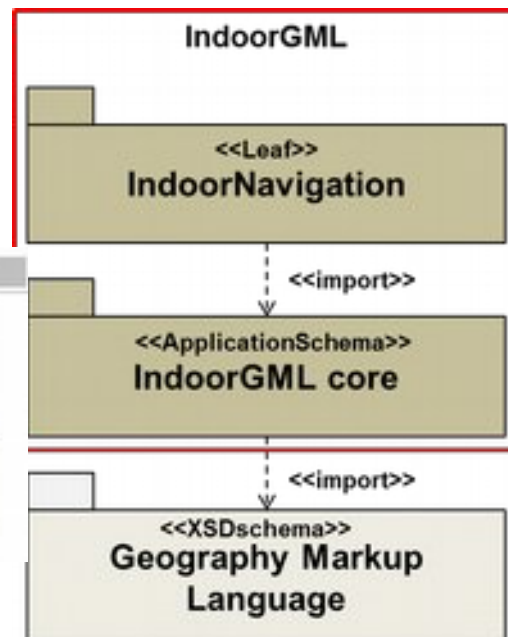 IndoorGML
<<Leaf>>
IndoorNavigation
<<import>>
<<ApplicationSchema>>
IndoorGML core
<<import>>
<<XSDschema>>
Geography Markup
Language